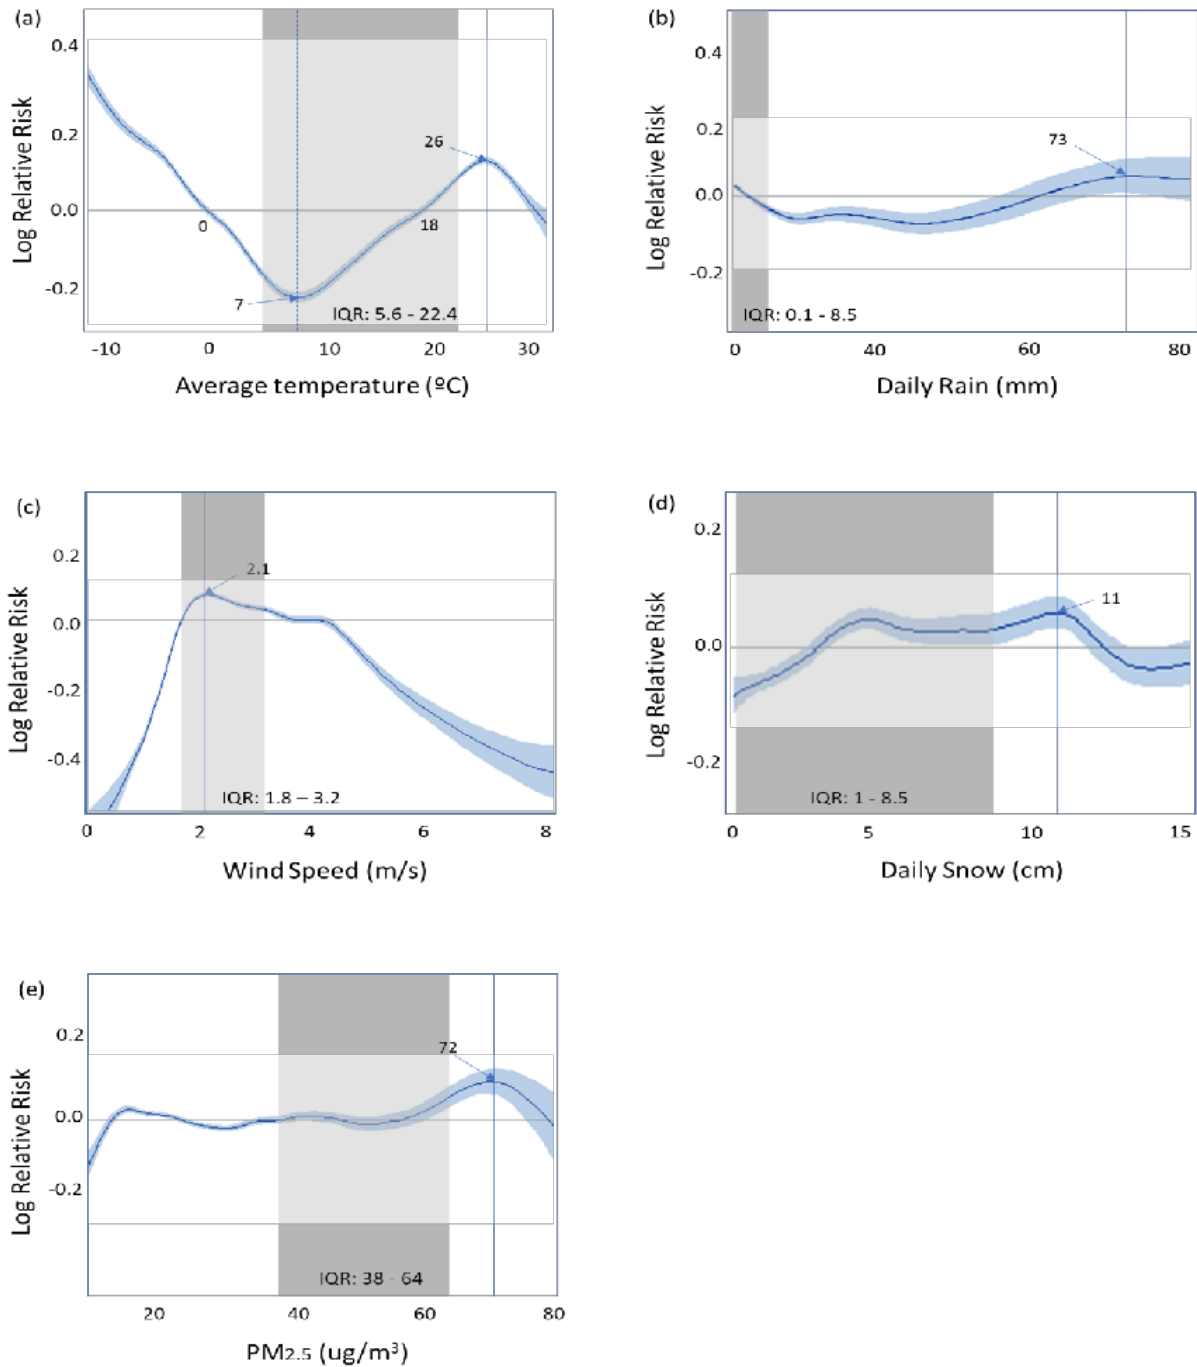 (a)
0.4
0.2
0.0
-0.2
Log Relative Risk
26
0
18
7
IQR: 5.6 - 22.4
-10 0 10 20 30
Average temperature (ºC)
(b)
0.4
0.2
0.0
-0.2
Log Relative Risk
73
IQR: 0.1 - 8.5
0 40 60 80
Daily Rain (mm)
(c)
0.2
0.0
-0.2
-0.4
Log Relative Risk
2.1
IQR: 1.8 – 3.2
0 2 4 6 8
Wind Speed (m/s)
(d)
0.2
0.0
-0.2
Log Relative Risk
11
IQR: 1 - 8.5
0 5 10 15
Daily Snow (cm)
(e)
0.2
0.0
-0.2
Log Relative Risk
72
IQR: 38 - 64
20 40 60 80
PM2.5 (ug/m³)